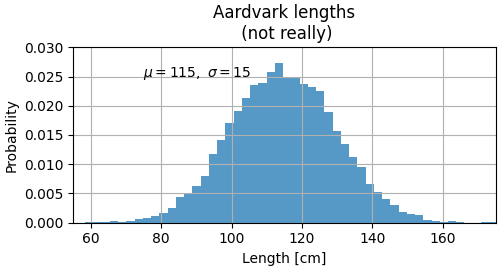 Aardvark lengths
(not really)
0.030
0.025
0.020
0.015
0.010
0.005
0.000
Probability
μ = 115, σ = 15
60 80 100 120 140 160
Length [cm]